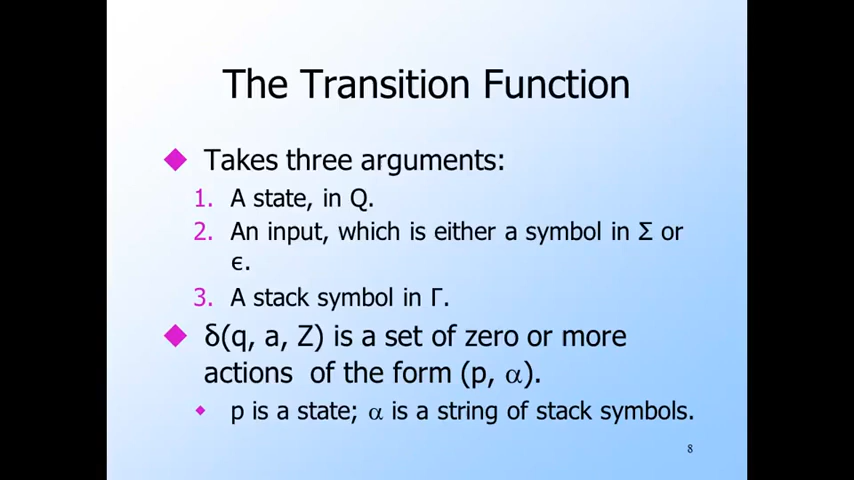 The Transition Function
Takes three arguments:
1. A state, in Q.
2. An input, which is either a symbol in Σ or
ϵ.
3. A stack symbol in Γ.
δ(q, a, Z) is a set of zero or more
actions of the form (p, α).
p is a state; α is a string of stack symbols.
8